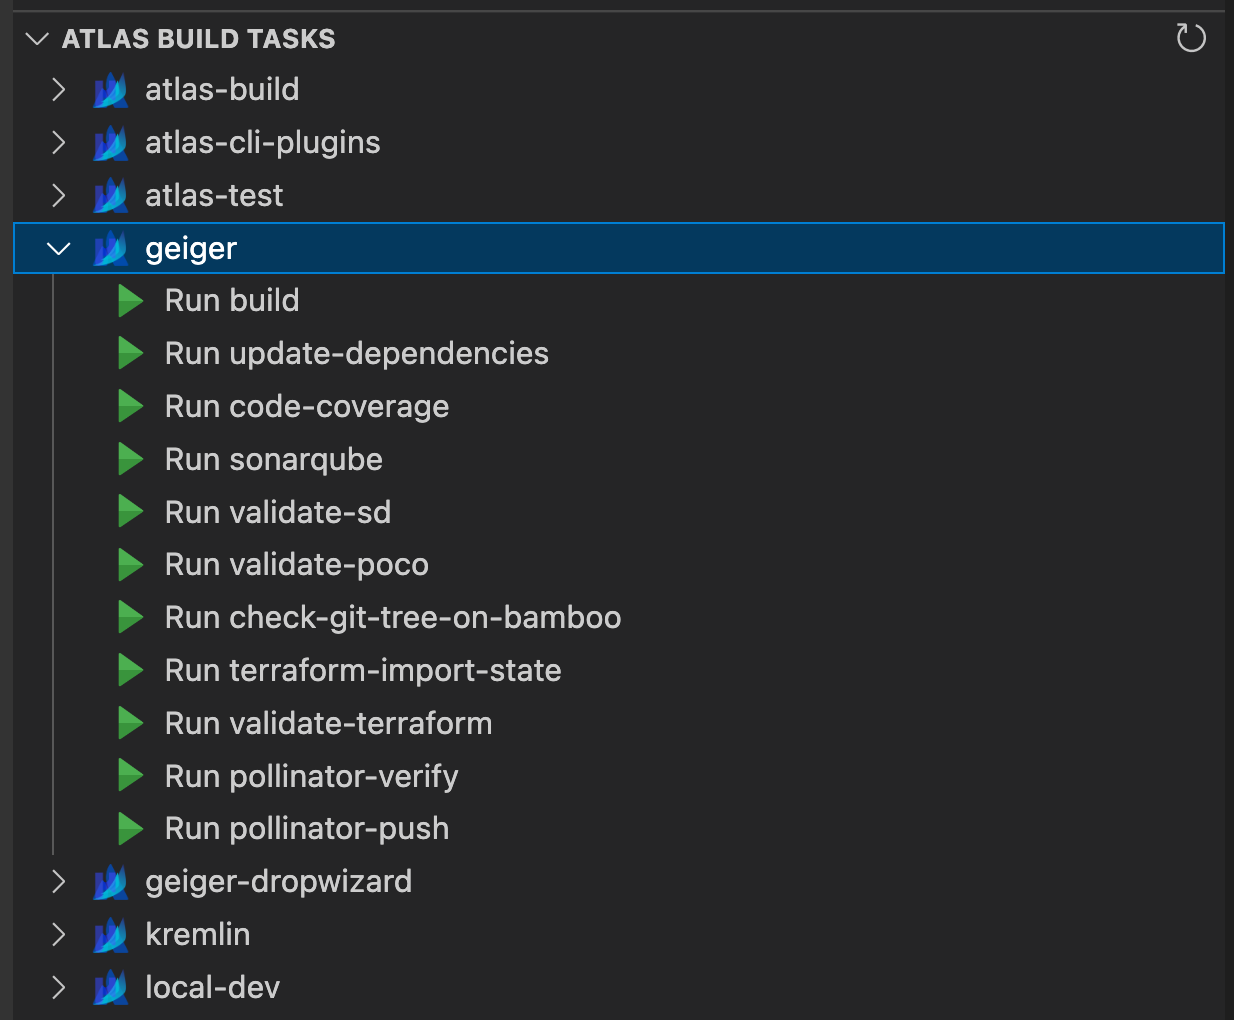 ATLAS BUILD TASKS
atlas-build
atlas-cli-plugins
atlas-test
geiger
Run build
Run update-dependencies
Run code-coverage
Run sonarqube
Run validate-sd
Run validate-poco
Run check-git-tree-on-bamboo
Run terraform-import-state
Run validate-terraform
Run pollinator-verify
Run pollinator-push
geiger-dropwizard
kremlin
local-dev